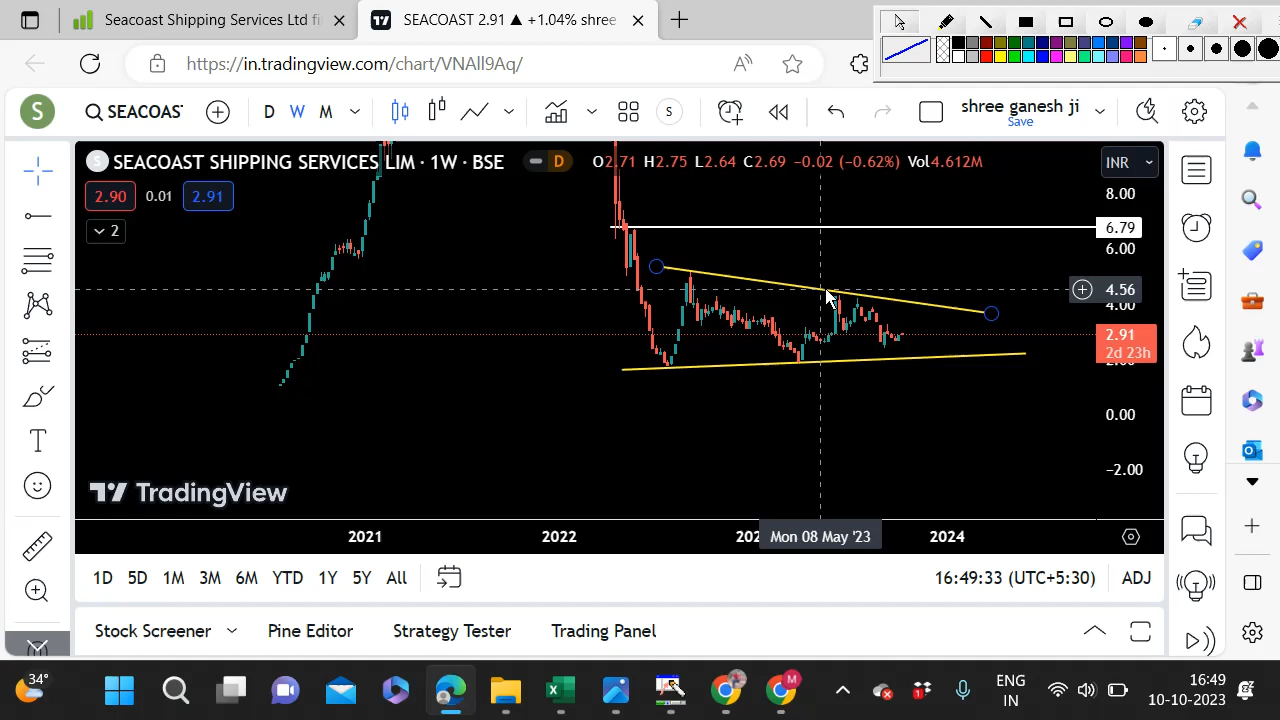 Seacoast Shipping Services Ltd fi
SEACOAST 2.91 ▲ +1.04% shree
https://in.tradingview.com/chart/VNAll9Aq/
S
SEACOAST
D W M
S
shree ganesh ji
Save
S SEACOAST SHIPPING SERVICES LIM · 1W · BSE
D
O2.71 H2.75 L2.64 C2.69 −0.02 (−0.62%) Vol4.612M
INR
2.90 0.01 2.91
2
8.00
6.79
6.00
4.56
4.00
2.91
2d 23h
0.00
−2.00
TradingView
2021 2022 Mon 08 May '23 2024
1D 5D 1M 3M 6M YTD 1Y 5Y All
16:49:33 (UTC+5:30) ADJ
Stock Screener Pine Editor Strategy Tester Trading Panel
34°
M
1
ENG
IN
16:49
10-10-2023